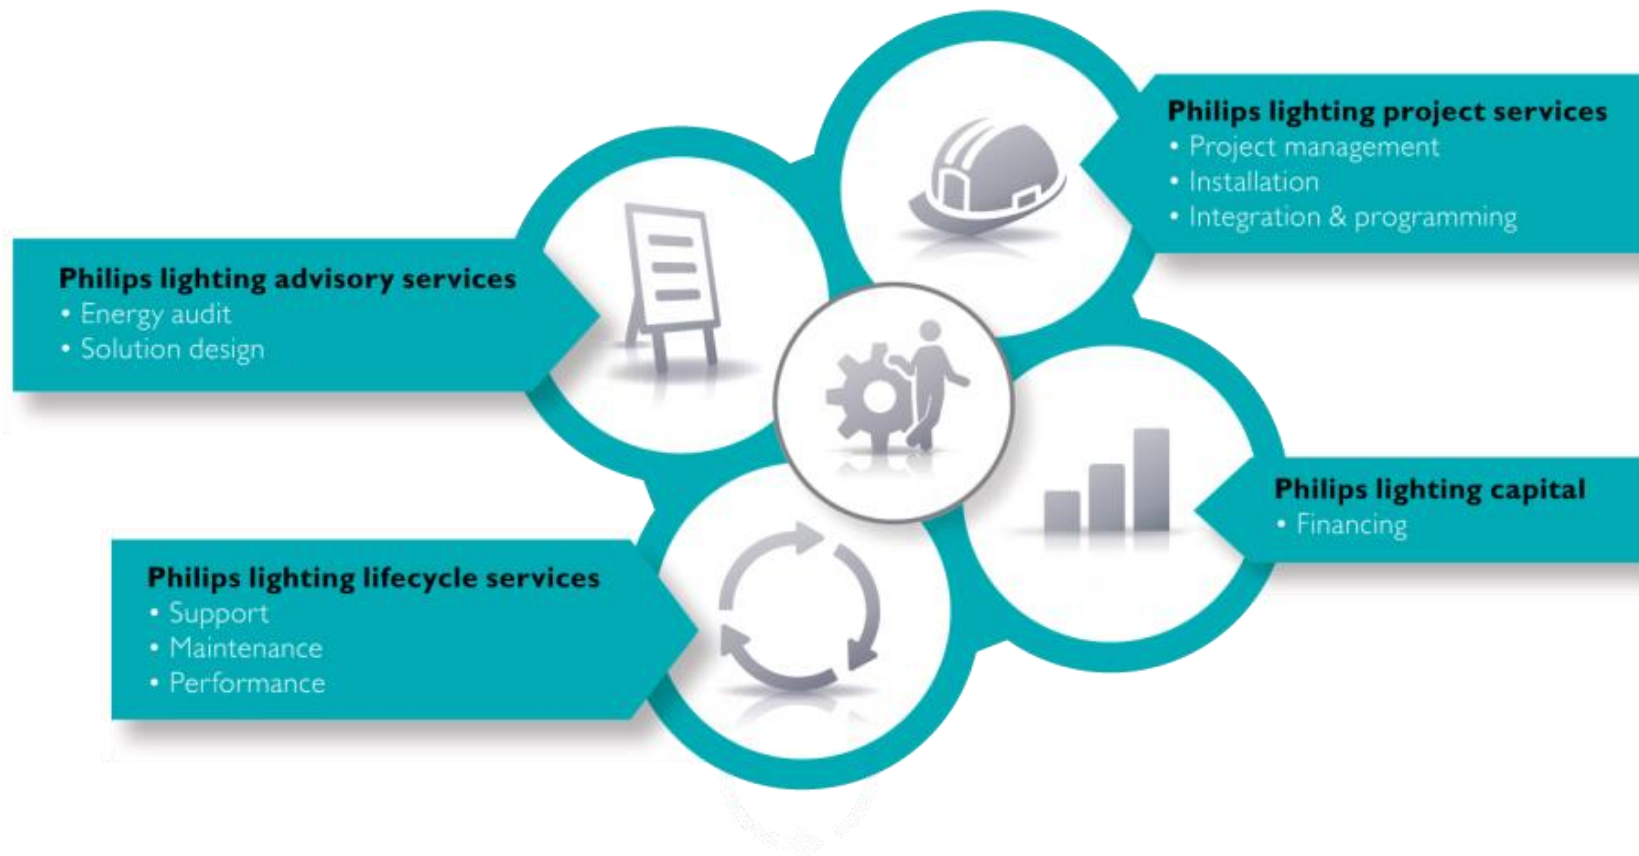 Philips lighting project services
• Project management
• Installation
• Integration & programming
Philips lighting advisory services
• Energy audit
• Solution design
Philips lighting capital
• Financing
Philips lighting lifecycle services
• Support
• Maintenance
• Performance